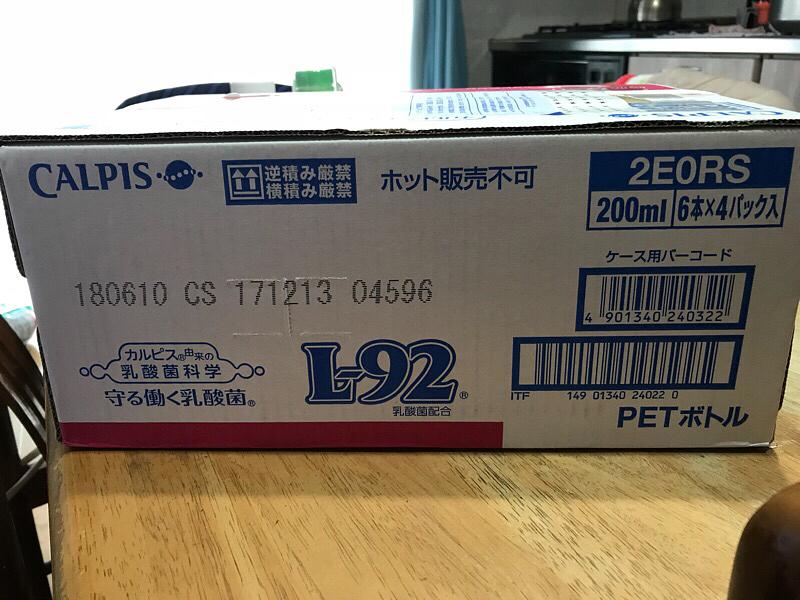 CALPIS
逆積み厳禁
横積み厳禁
ホット販売不可
2E0RS
200ml 6本×4パック入
ケース用バーコード
4 901340 240322
180610 CS 171213 04596
カルピス®由来の
乳酸菌科学
守る働く乳酸菌®
L-92®
乳酸菌配合
ITF 149 01340 24022 0
PETボトル
CALPIS